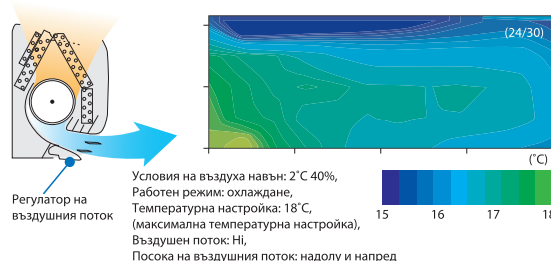 (24/30)
(˚C)
Условия на въздуха навън: 2˚C 40%,
Работен режим: охлаждане,
Температурна настройка: 18˚C,
(максимална температурна настройка),
Въздушен поток: Hi,
Посока на въздушния поток: надолу и напред
15 16 17 18
Регулатор на
въздушния поток